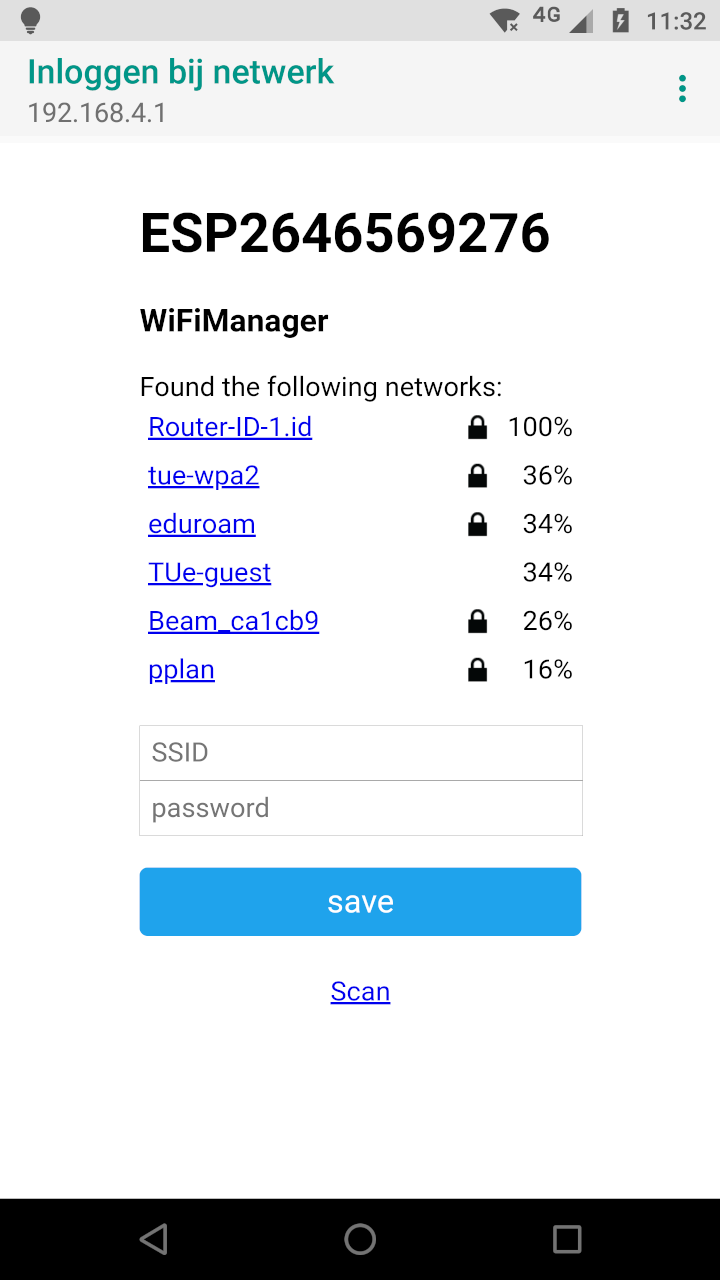 4G 11:32
Inloggen bij netwerk
192.168.4.1
ESP2646569276
WiFiManager
Found the following networks:
Router-ID-1.id 100%
tue-wpa2 36%
eduroam 34%
TUe-guest 34%
Beam_ca1cb9 26%
pplan 16%
SSID
password
save
Scan